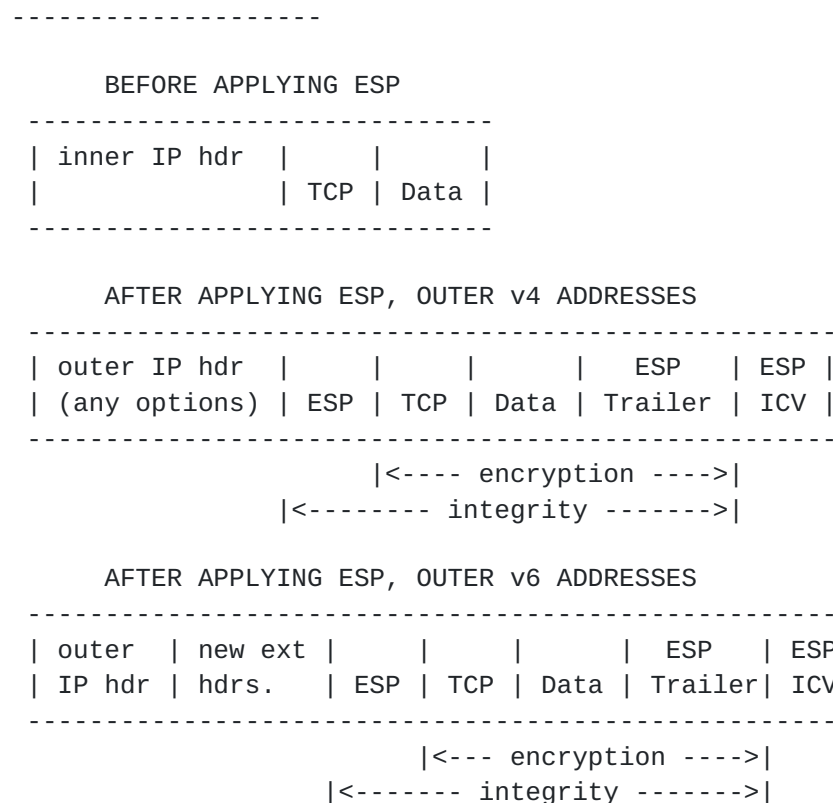 --------------------
BEFORE APPLYING ESP
------------------------------
| inner IP hdr  |     |      |
|               | TCP | Data |
------------------------------
AFTER APPLYING ESP, OUTER v4 ADDRESSES
----------------------------------------------------
| outer IP hdr  |     |     |      |   ESP   | ESP |
| (any options) | ESP | TCP | Data | Trailer | ICV |
----------------------------------------------------
|<---- encryption ---->|
|<-------- integrity ------->|
AFTER APPLYING ESP, OUTER v6 ADDRESSES
----------------------------------------------------
| outer  | new ext |     |     |      |  ESP   | ESP
| IP hdr | hdrs.   | ESP | TCP | Data | Trailer| ICV
----------------------------------------------------
|<--- encryption ---->|
|<------- integrity ------->|